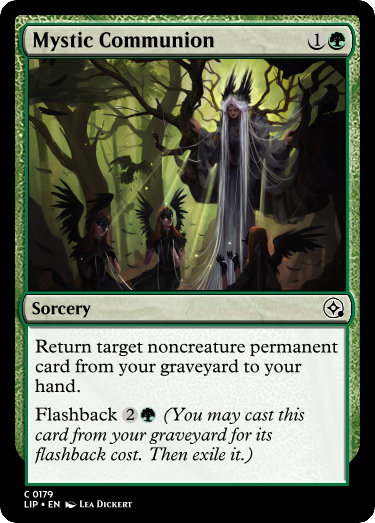 Mystic Communion 1
Sorcery
Return target noncreature permanent
card from your graveyard to your
hand.
Flashback 2 (You may cast this
card from your graveyard for its
flashback cost. Then exile it.)
C 0179
LIP • EN Lea Dickert